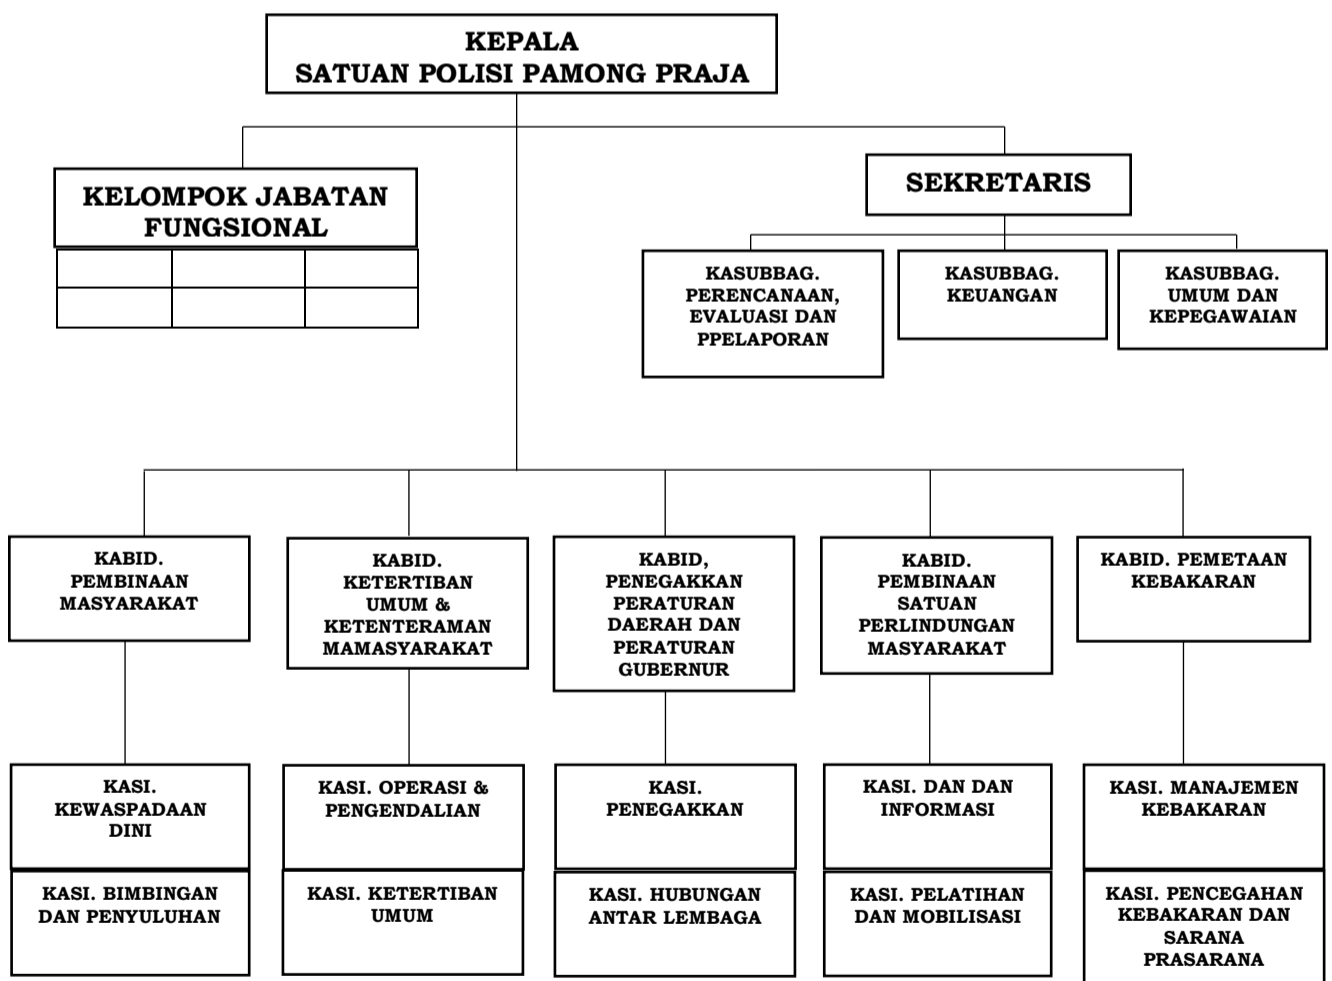 KEPALA
SATUAN POLISI PAMONG PRAJA
KELOMPOK JABATAN
FUNGSIONAL
SEKRETARIS
KASUBBAG.
PERENCANAAN,
EVALUASI DAN
PPELAPORAN
KASUBBAG.
KEUANGAN
KASUBBAG.
UMUM DAN
KEPEGAWAIAN
KABID.
PEMBINAAN
MASYARAKAT
KABID.
KETERTIBAN
UMUM &
KETENTERAMAN
MAMASYARAKAT
KABID,
PENEGAKKAN
PERATURAN
DAERAH DAN
PERATURAN
GUBERNUR
KABID.
PEMBINAAN
SATUAN
PERLINDUNGAN
MASYARAKAT
KABID. PEMETAAN
KEBAKARAN
KASI.
KEWASPADAAN
DINI
KASI. OPERASI &
PENGENDALIAN
KASI.
PENEGAKKAN
KASI. DAN DAN
INFORMASI
KASI. MANAJEMEN
KEBAKARAN
KASI. BIMBINGAN
DAN PENYULUHAN
KASI. KETERTIBAN
UMUM
KASI. HUBUNGAN
ANTAR LEMBAGA
KASI. PELATIHAN
DAN MOBILISASI
KASI. PENCEGAHAN
KEBAKARAN DAN
SARANA
PRASARANA